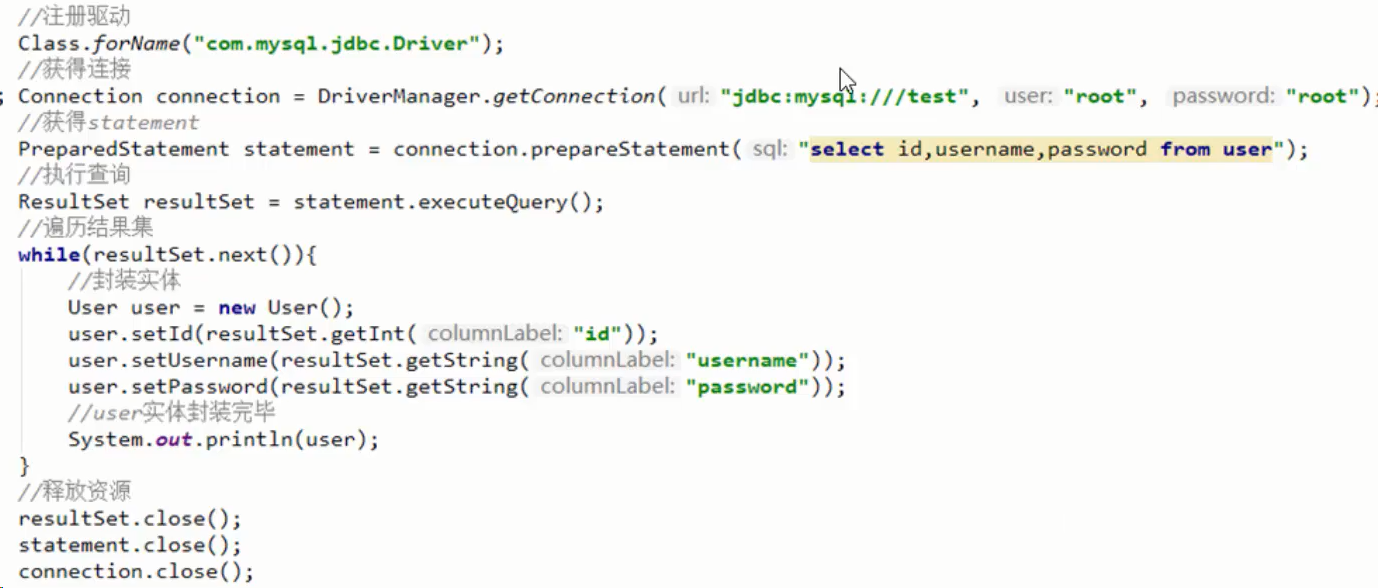 //注册驱动
Class.forName("com.mysql.jdbc.Driver");
//获得连接
; Connection connection = DriverManager.getConnection( url: "jdbc:mysql:///test", user: "root", password: "root");
//获得statement
PreparedStatement statement = connection.prepareStatement( sql: "select id,username,password from user");
//执行查询
ResultSet resultSet = statement.executeQuery();
//遍历结果集
while(resultSet.next()){
    //封装实体
    User user = new User();
    user.setId(resultSet.getInt( columnLabel: "id"));
    user.setUsername(resultSet.getString( columnLabel: "username"));
    user.setPassword(resultSet.getString( columnLabel: "password"));
    //user实体封装完毕
    System.out.println(user);
}
//释放资源
resultSet.close();
statement.close();
connection.close();